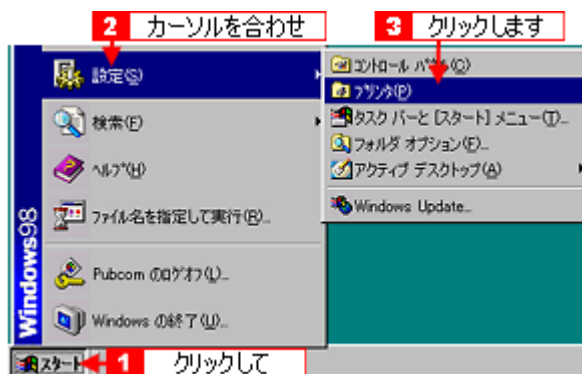 2 カーソルを合わせ
3 クリックします
設定(S)
検索(F)
ヘルプ(H)
ファイル名を指定して実行(R)...
Pubcom のログオフ(L)...
Windows の終了(U)...
コントロール パネル(C)
プリンタ(P)
タスク バーと [スタート] メニュー(T)...
フォルダ オプション(F)...
アクティブ デスクトップ(A)
Windows Update...
Windows98
スタート
1 クリックして